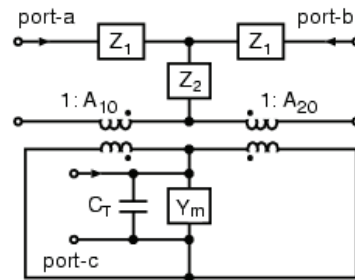 port-a port-b
Z1 Z1
Z2
1: A10 1: A20
CT Ym
port-c